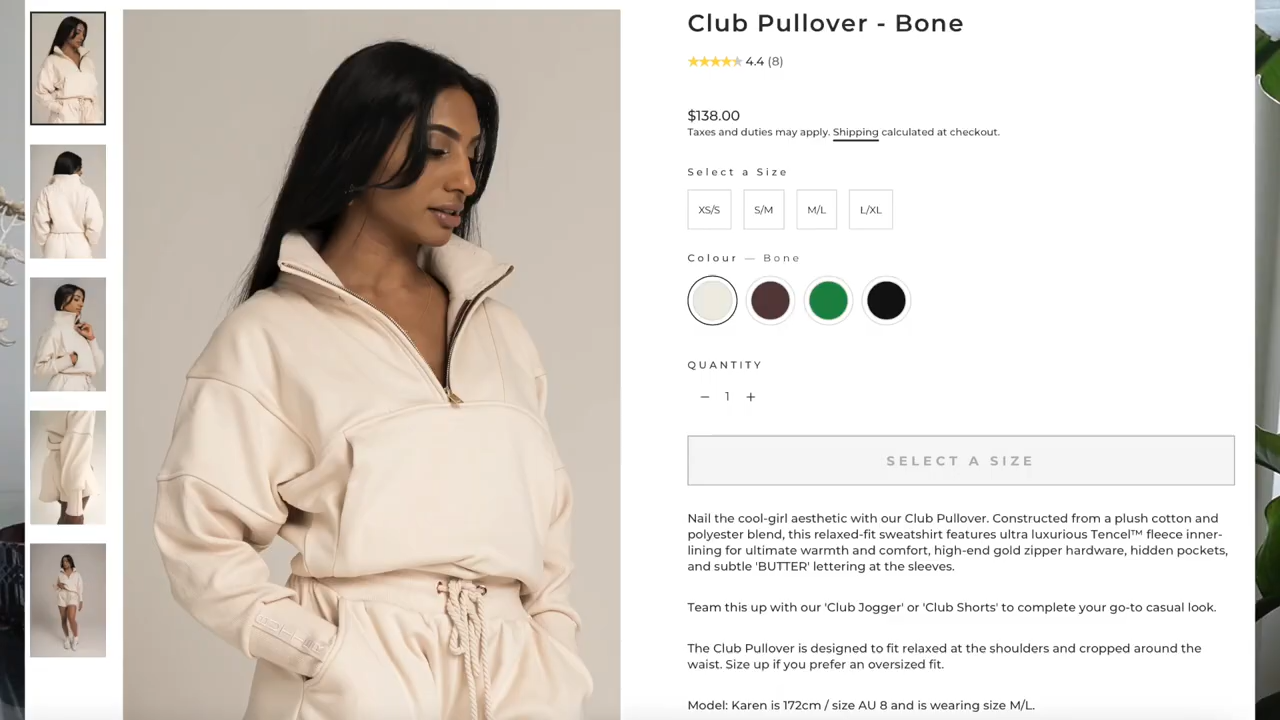 Club Pullover - Bone
4.4 (8)
$138.00
Taxes and duties may apply. Shipping calculated at checkout.
Select a Size
XS/S
S/M
M/L
L/XL
Colour — Bone
QUANTITY
− 1 +
SELECT A SIZE
Nail the cool-girl aesthetic with our Club Pullover. Constructed from a plush cotton and
polyester blend, this relaxed-fit sweatshirt features ultra luxurious Tencel™ fleece inner-
lining for ultimate warmth and comfort, high-end gold zipper hardware, hidden pockets,
and subtle 'BUTTER' lettering at the sleeves.
Team this up with our 'Club Jogger' or 'Club Shorts' to complete your go-to casual look.
The Club Pullover is designed to fit relaxed at the shoulders and cropped around the
waist. Size up if you prefer an oversized fit.
Model: Karen is 172cm / size AU 8 and is wearing size M/L.